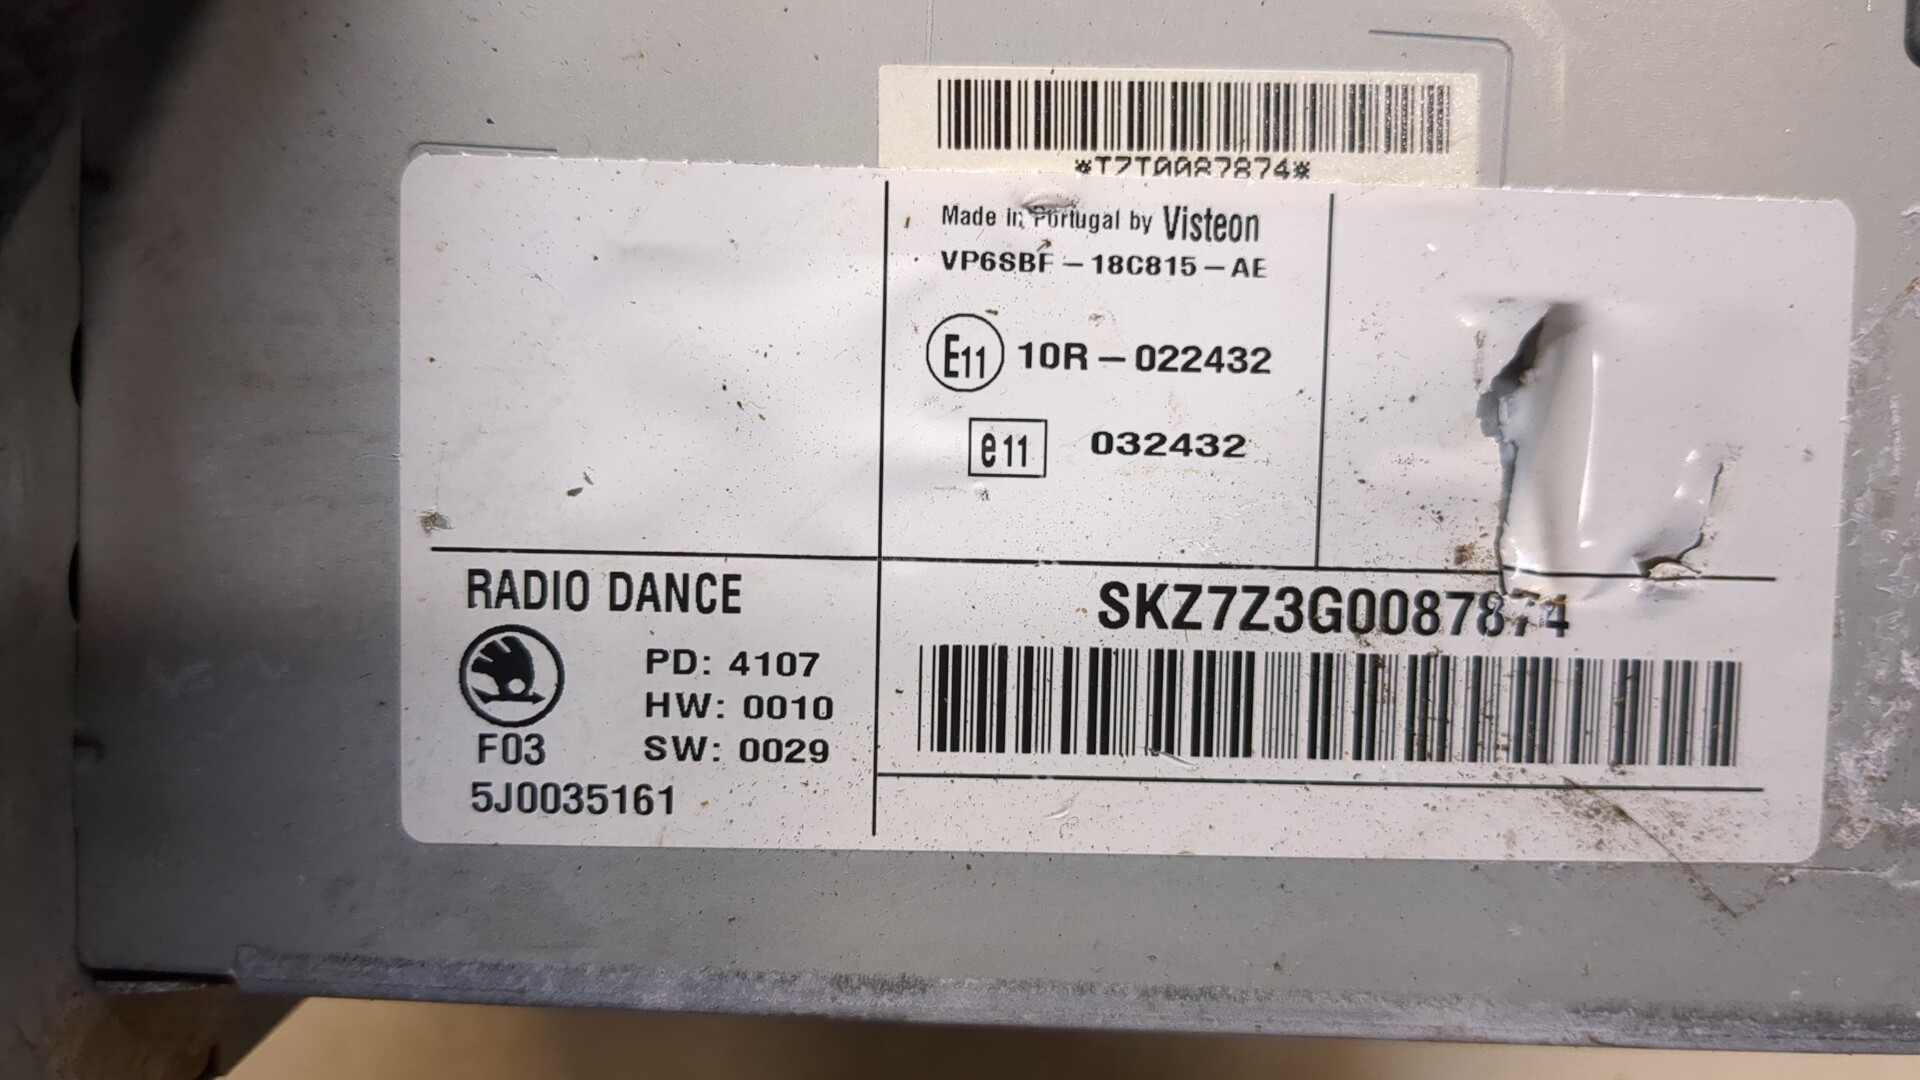 *T7T0087874*
Made in Portugal by Visteon
VP6SBF – 18C815 – AE
E11 10R – 022432
e11 032432
RADIO DANCE
SKZ7Z3G0087874
PD: 4107
HW: 0010
F03 SW: 0029
5J0035161